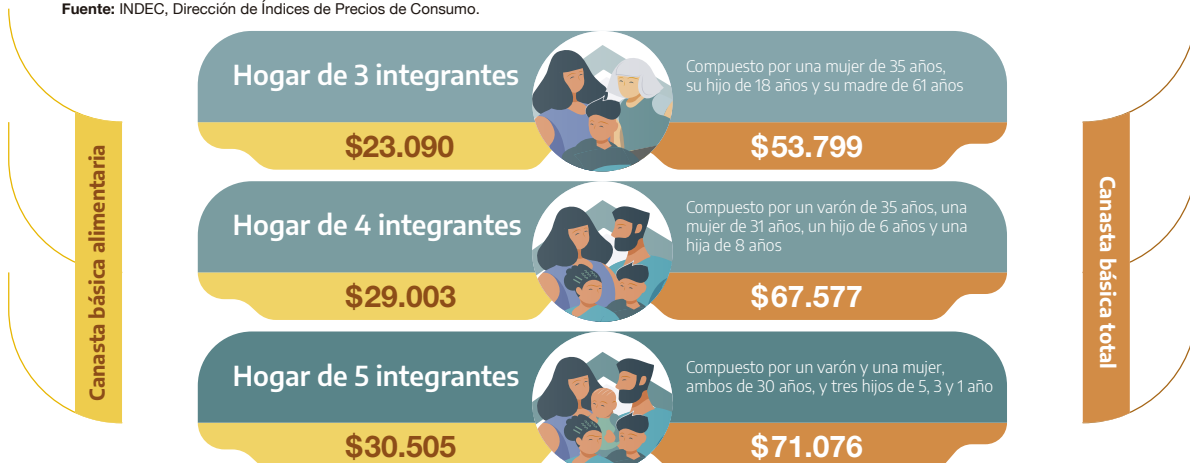 Fuente: INDEC, Dirección de Índices de Precios de Consumo.
Canasta básica alimentaria
Hogar de 3 integrantes
Compuesto por una mujer de 35 años,
su hijo de 18 años y su madre de 61 años
$23.090
$53.799
Hogar de 4 integrantes
Compuesto por un varón de 35 años, una
mujer de 31 años, un hijo de 6 años y una
hija de 8 años
$29.003
$67.577
Hogar de 5 integrantes
Compuesto por un varón y una mujer,
ambos de 30 años, y tres hijos de 5, 3 y 1 año
$30.505
$71.076
Canasta básica total